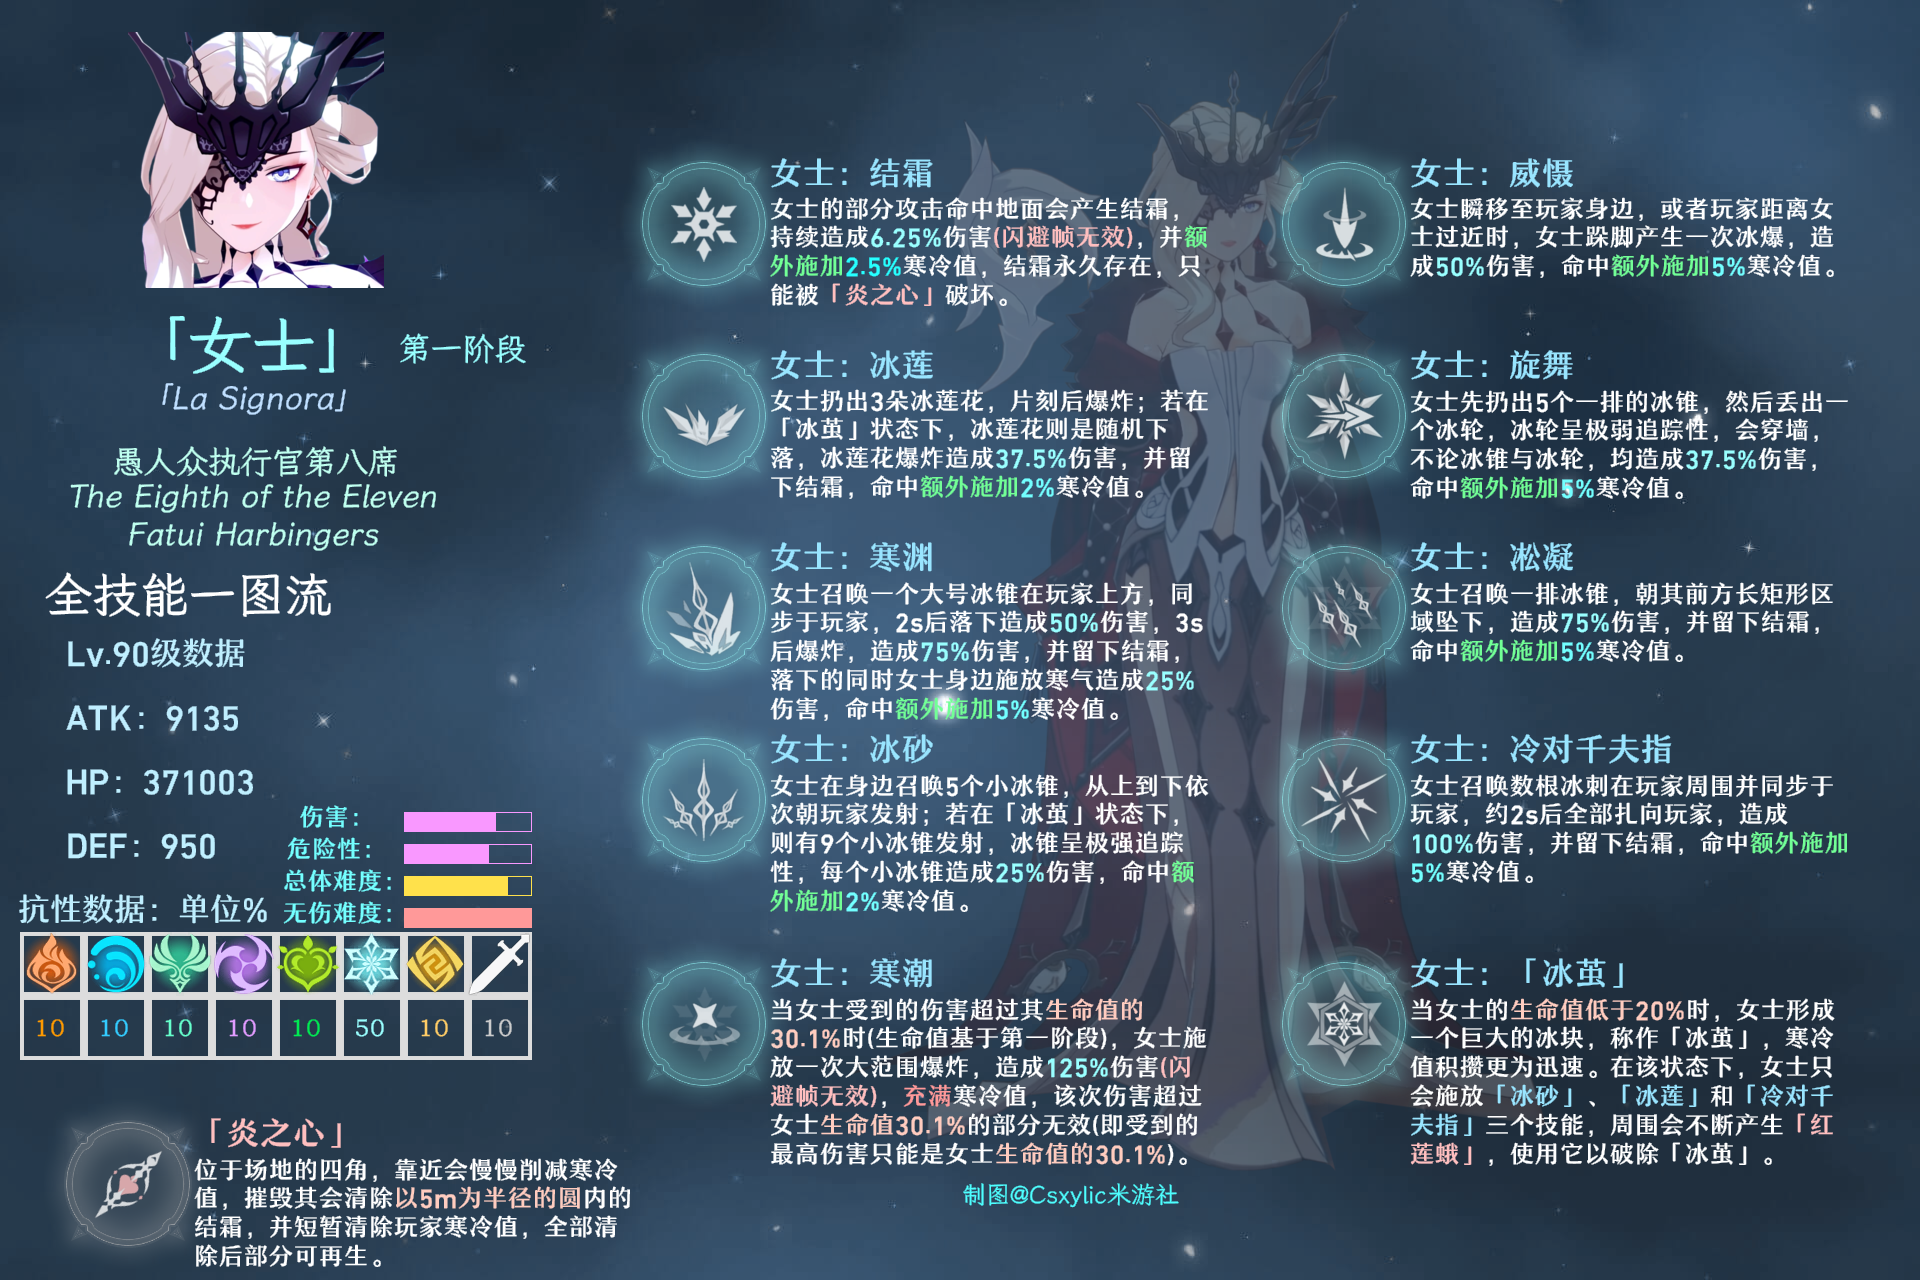 「女士」 第一阶段
「La Signora」
愚人众执行官第八席
The Eighth of the Eleven
Fatui Harbingers
全技能一图流
Lv.90级数据
ATK：9135
HP：371003
DEF：950
伤害：
危险性：
总体难度：
无伤难度：
抗性数据：单位%
10 10 10 10 10 50 10 10
「炎之心」
位于场地的四角，靠近会慢慢削减寒冷
值，摧毁其会清除以5m为半径的圆内的
结霜，并短暂清除玩家寒冷值，全部清
除后部分可再生。
女士：结霜
女士的部分攻击命中地面会产生结霜，
持续造成6.25%伤害(闪避帧无效)，并额
外施加2.5%寒冷值，结霜永久存在，只
能被「炎之心」破坏。
女士：冰莲
女士扔出3朵冰莲花，片刻后爆炸；若在
「冰茧」状态下，冰莲花则是随机下
落，冰莲花爆炸造成37.5%伤害，并留
下结霜，命中额外施加2%寒冷值。
女士：寒渊
女士召唤一个大号冰锥在玩家上方，同
步于玩家，2s后落下造成50%伤害，3s
后爆炸，造成75%伤害，并留下结霜，
落下的同时女士身边施放寒气造成25%
伤害，命中额外施加5%寒冷值。
女士：冰砂
女士在身边召唤5个小冰锥，从上到下依
次朝玩家发射；若在「冰茧」状态下，
则有9个小冰锥发射，冰锥呈极强追踪
性，每个小冰锥造成25%伤害，命中额
外施加2%寒冷值。
女士：寒潮
当女士受到的伤害超过其生命值的
30.1%时(生命值基于第一阶段)，女士施
放一次大范围爆炸，造成125%伤害(闪
避帧无效)，充满寒冷值，该次伤害超过
女士生命值30.1%的部分无效(即受到的
最高伤害只能是女士生命值的30.1%)。
女士：威慑
女士瞬移至玩家身边，或者玩家距离女
士过近时，女士跺脚产生一次冰爆，造
成50%伤害，命中额外施加5%寒冷值。
女士：旋舞
女士先扔出5个一排的冰锥，然后丢出一
个冰轮，冰轮呈极弱追踪性，会穿墙，
不论冰锥与冰轮，均造成37.5%伤害，
命中额外施加5%寒冷值。
女士：凇凝
女士召唤一排冰锥，朝其前方长矩形区
域坠下，造成75%伤害，并留下结霜，
命中额外施加5%寒冷值。
女士：冷对千夫指
女士召唤数根冰刺在玩家周围并同步于
玩家，约2s后全部扎向玩家，造成
100%伤害，并留下结霜，命中额外施加
5%寒冷值。
女士：「冰茧」
当女士的生命值低于20%时，女士形成
一个巨大的冰块，称作「冰茧」，寒冷
值积攒更为迅速。在该状态下，女士只
会施放「冰砂」、「冰莲」和「冷对千
夫指」三个技能，周围会不断产生「红
莲蛾」，使用它以破除「冰茧」。
制图@Csxylic米游社